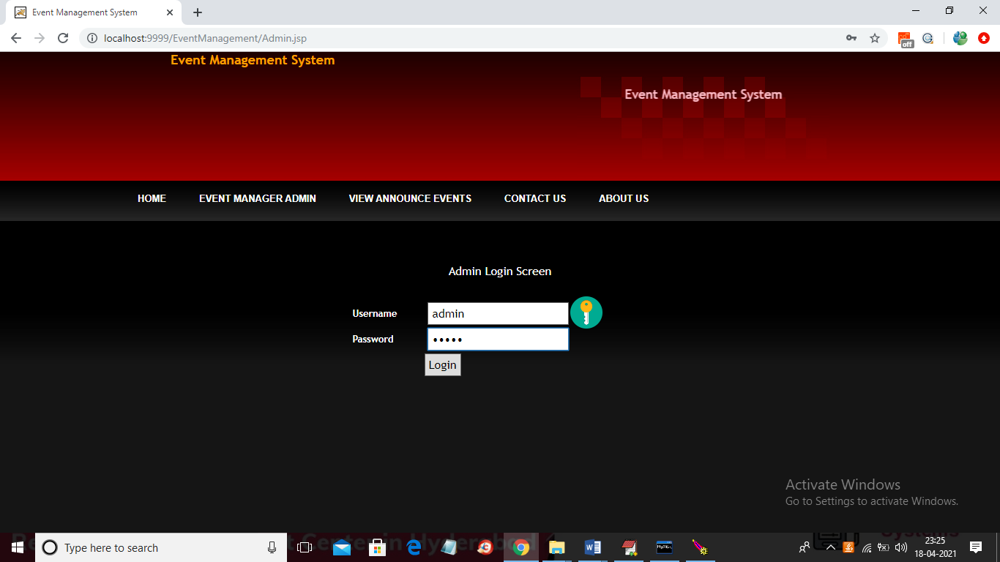 Event Management System
localhost:9999/EventManagement/Admin.jsp
off
Event Management System
Event Management System
HOME EVENT MANAGER ADMIN VIEW ANNOUNCE EVENTS CONTACT US ABOUT US
Admin Login Screen
Username admin
Password •••••
Login
Activate Windows
Go to Settings to activate Windows.
Type here to search
MySQL
23:25
18-04-2021